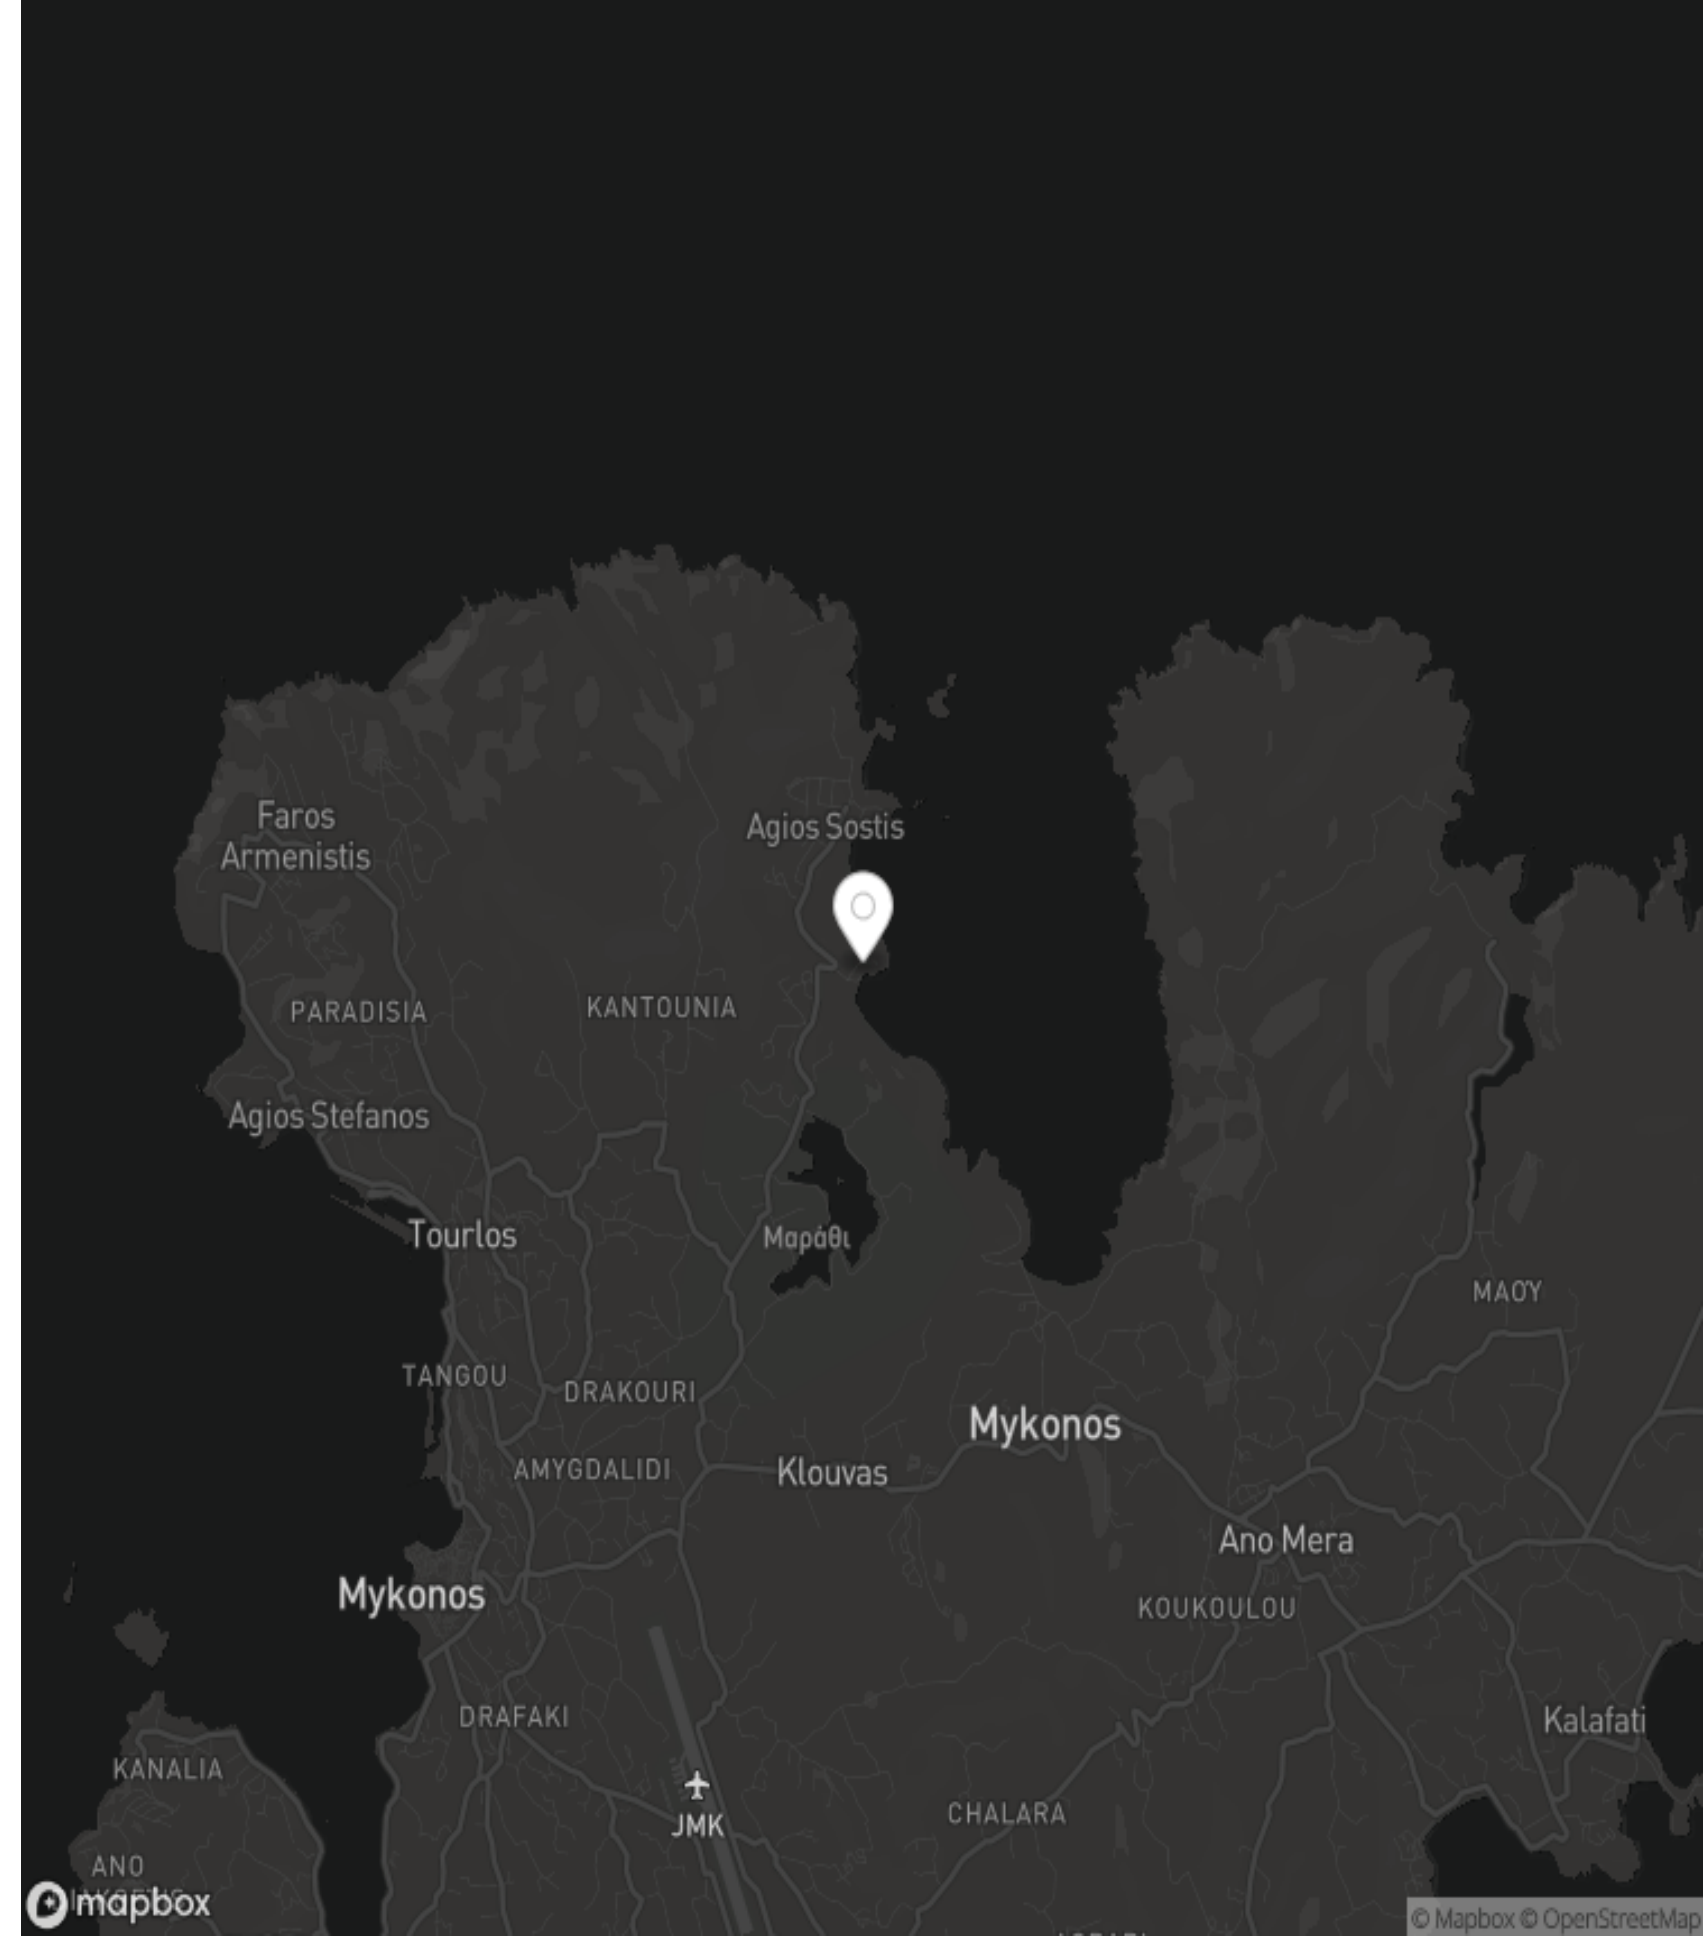 Faros
Armenistis
Agios Sostis
PARADISIA
KANTOUNIA
Agios Stefanos
Tourlos
Μαράθι
ΜΑΟΎ
TANGOU
DRAKOURI
Mykonos
AMYGDALIDI
Klouvas
Ano Mera
Mykonos
KOUKOULOU
DRAFAKI
Kalafati
KANALIA
JMK
CHALARA
ANO
mapbox
© Mapbox © OpenStreetMap